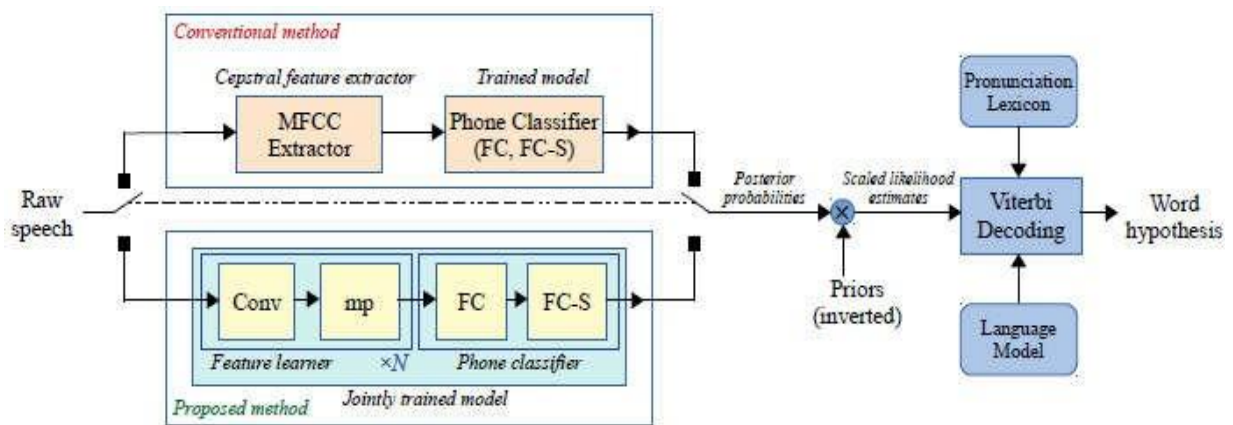 Conventional method
Cepstral feature extractor
Trained model
MFCC
Extractor
Phone Classifier
(FC, FC-S)
Raw
speech
Posterior
probabilities
×
Scaled likelihood
estimates
Priors
(inverted)
Pronunciation
Lexicon
Viterbi
Decoding
Language
Model
Word
hypothesis
Conv
mp
FC
FC-S
Feature learner
×N
Phone classifier
Jointly trained model
Proposed method